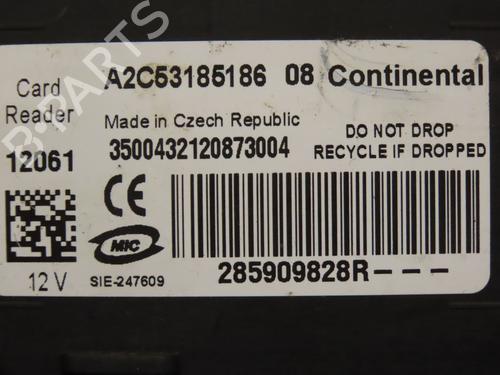 Card Reader
A2C53185186 08 Continental
Made in Czech Republic
DO NOT DROP
12061
3500432120873004
RECYCLE IF DROPPED
CE
MIC
12 V
SIE-247609
285909828R---
B-PARTS